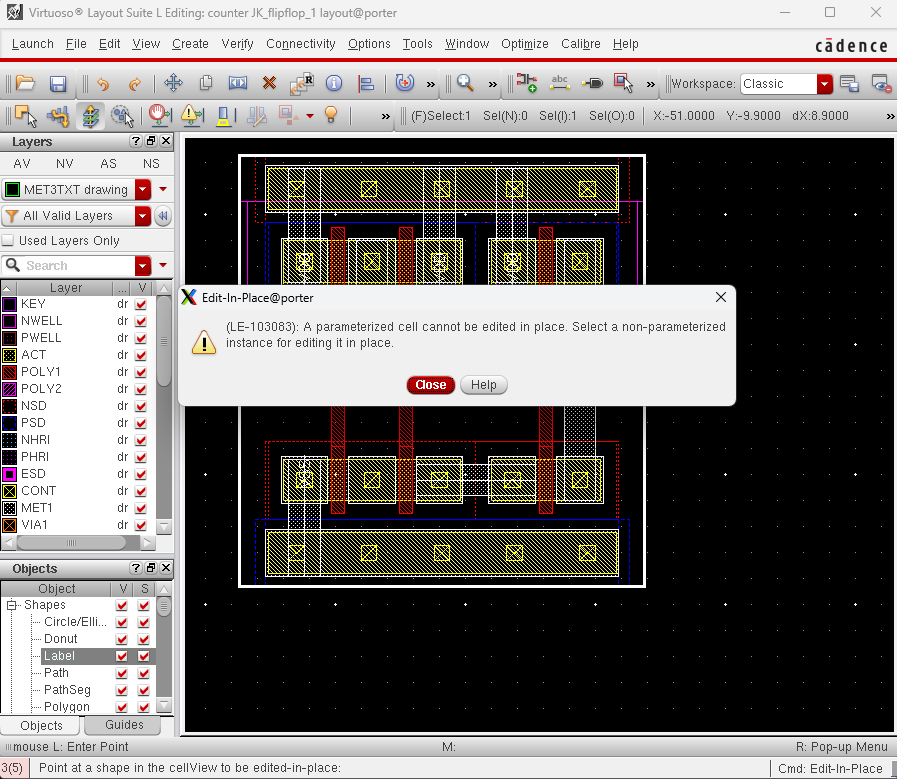 Virtuoso® Layout Suite L Editing: counter JK_flipflop_1 layout@porter
Launch File Edit View Create Verify Connectivity Options Tools Window Optimize Calibre Help
cādence
R abc Workspace: Classic
(F)Select:1 Sel(N):0 Sel(I):1 Sel(O):0 X:-51.0000 Y:-9.9000 dX:8.9000
Layers
AV NV AS NS
MET3TXT drawing
All Valid Layers
Used Layers Only
Search
Layer ... V
KEY dr
NWELL dr
PWELL dr
ACT dr
POLY1 dr
POLY2 dr
NSD dr
PSD dr
NHRI dr
PHRI dr
ESD dr
CONT dr
MET1 dr
VIA1 dr
Edit-In-Place@porter
(LE-103083): A parameterized cell cannot be edited in place. Select a non-parameterized
instance for editing it in place.
Close Help
Objects
Object V S
Shapes
Circle/Elli...
Donut
Label
Path
PathSeg
Polygon
Objects Guides
mouse L: Enter Point M: R: Pop-up Menu
3(5) Point at a shape in the cellView to be edited-in-place: Cmd: Edit-In-Place